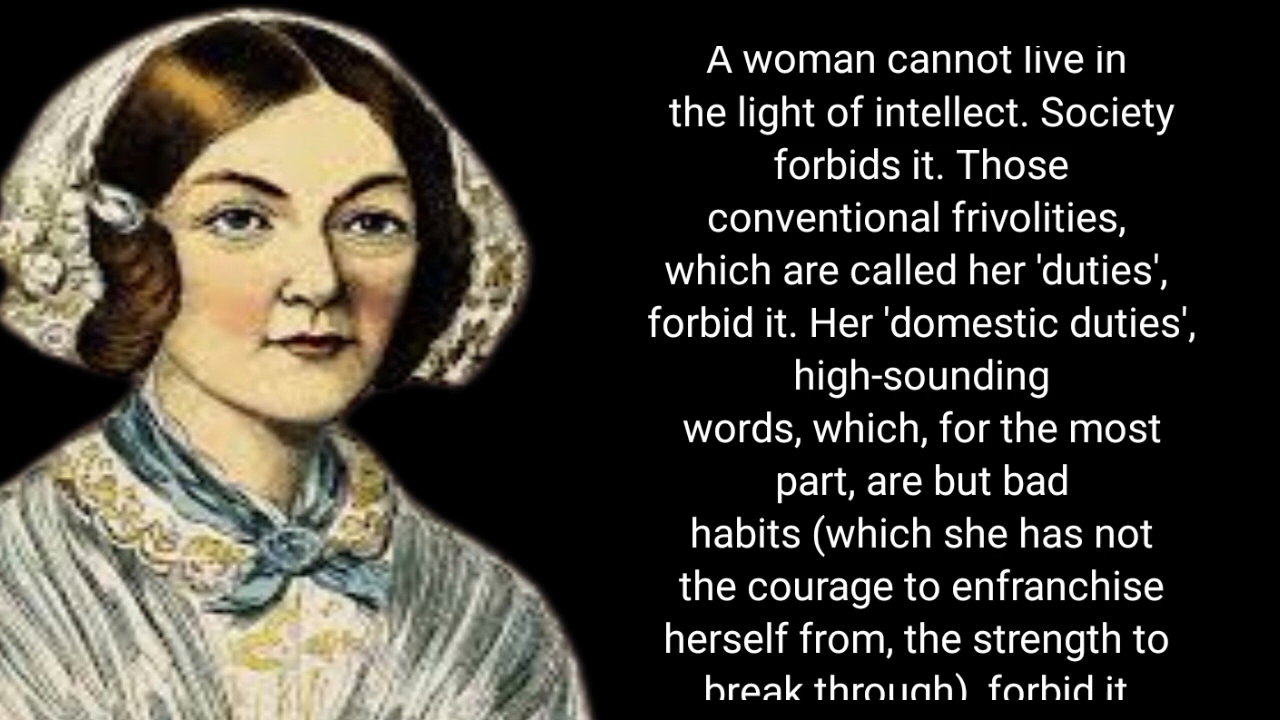 A woman cannot live in
the light of intellect. Society
forbids it. Those
conventional frivolities,
which are called her 'duties',
forbid it. Her 'domestic duties',
high-sounding
words, which, for the most
part, are but bad
habits (which she has not
the courage to enfranchise
herself from, the strength to
break through), forbid it